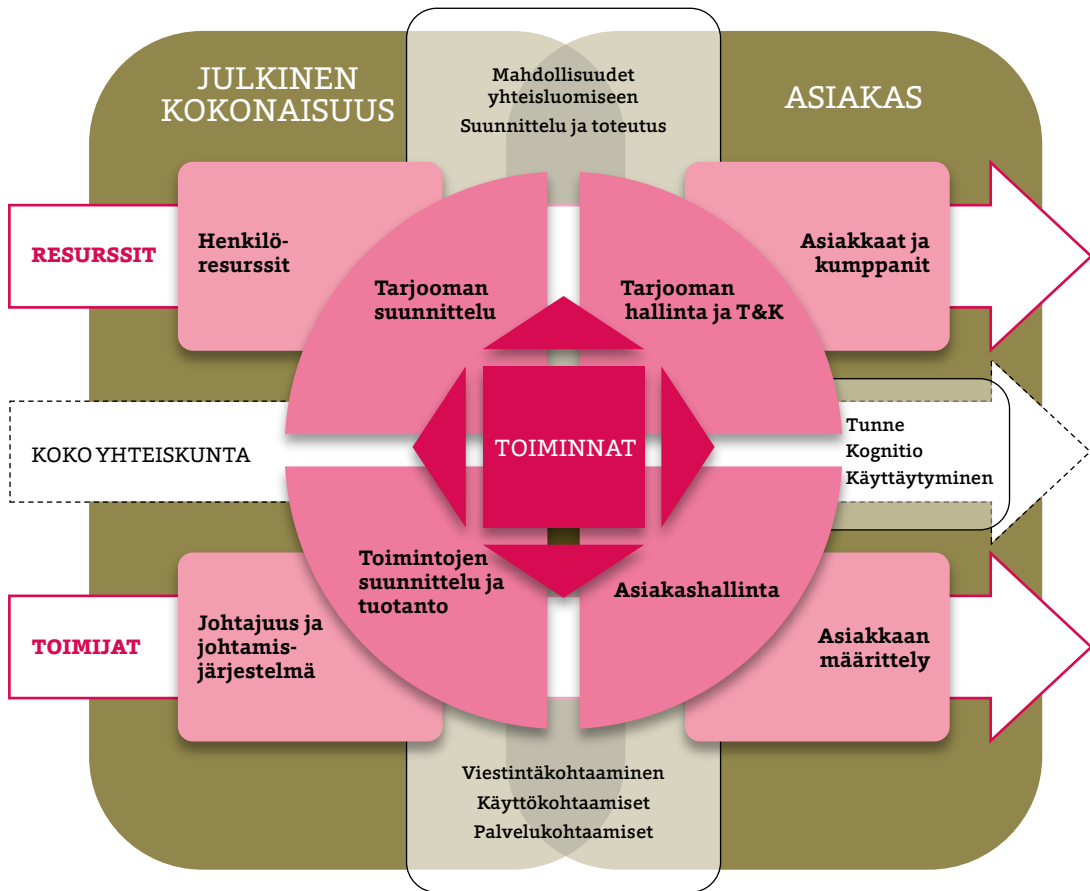 JULKINEN
KOKONAISUUS
Mahdollisuudet
yhteisluomiseen
Suunnittelu ja toteutus
ASIAKAS
RESURSSIT
Henkilö-
resurssit
Tarjooman
suunnittelu
Tarjooman
hallinta ja T&K
Asiakkaat ja
kumppanit
KOKO YHTEISKUNTA
TOIMINNAT
Tunne
Kognitio
Käyttäytyminen
TOIMIJAT
Johtajuus ja
johtamis-
järjestelmä
Toimintojen
suunnittelu ja
tuotanto
Asiakashallinta
Asiakkaan
määrittely
Viestintäkohtaaminen
Käyttökohtaamiset
Palvelukohtaamiset